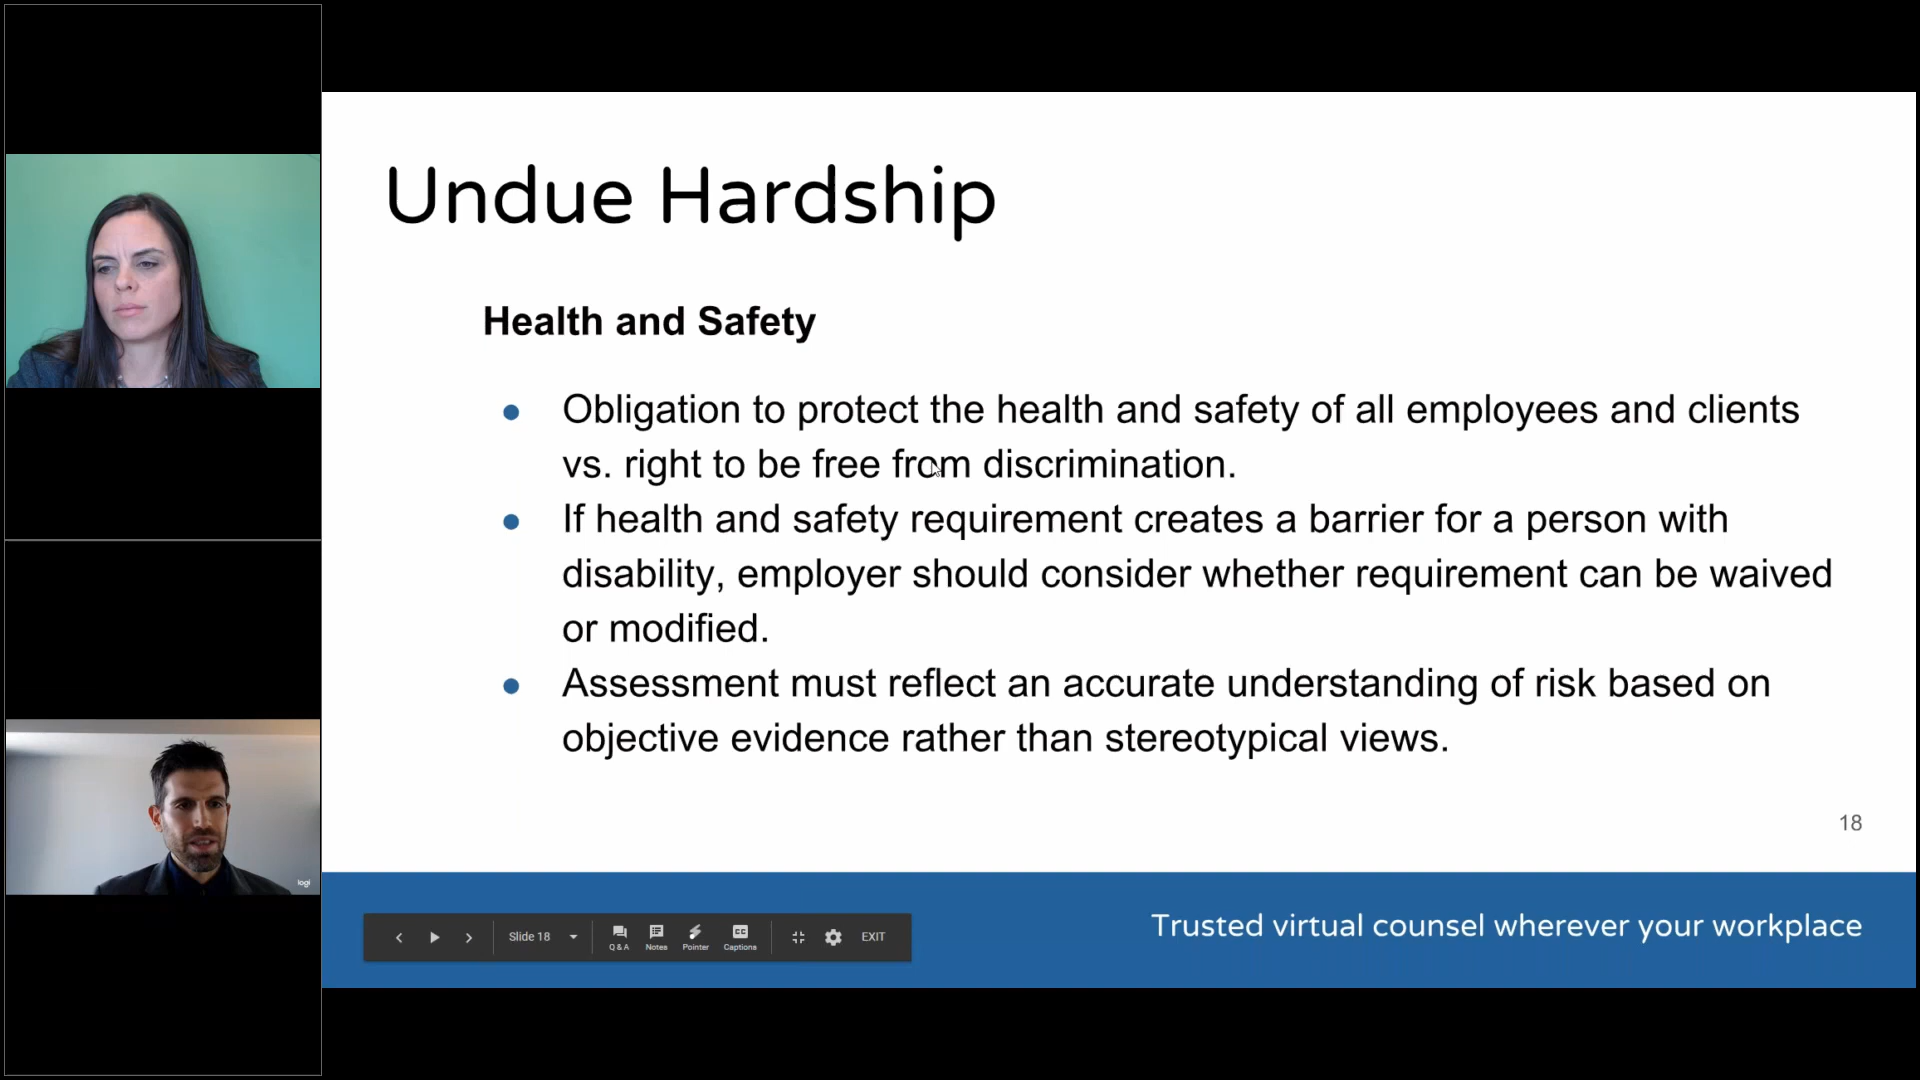 Undue Hardship
Health and Safety
● Obligation to protect the health and safety of all employees and clients
vs. right to be free from discrimination.
● If health and safety requirement creates a barrier for a person with
disability, employer should consider whether requirement can be waived
or modified.
● Assessment must reflect an accurate understanding of risk based on
objective evidence rather than stereotypical views.
18
Trusted virtual counsel wherever your workplace
Slide 18
Q & A
Notes
Pointer
CC
Captions
EXIT
logi